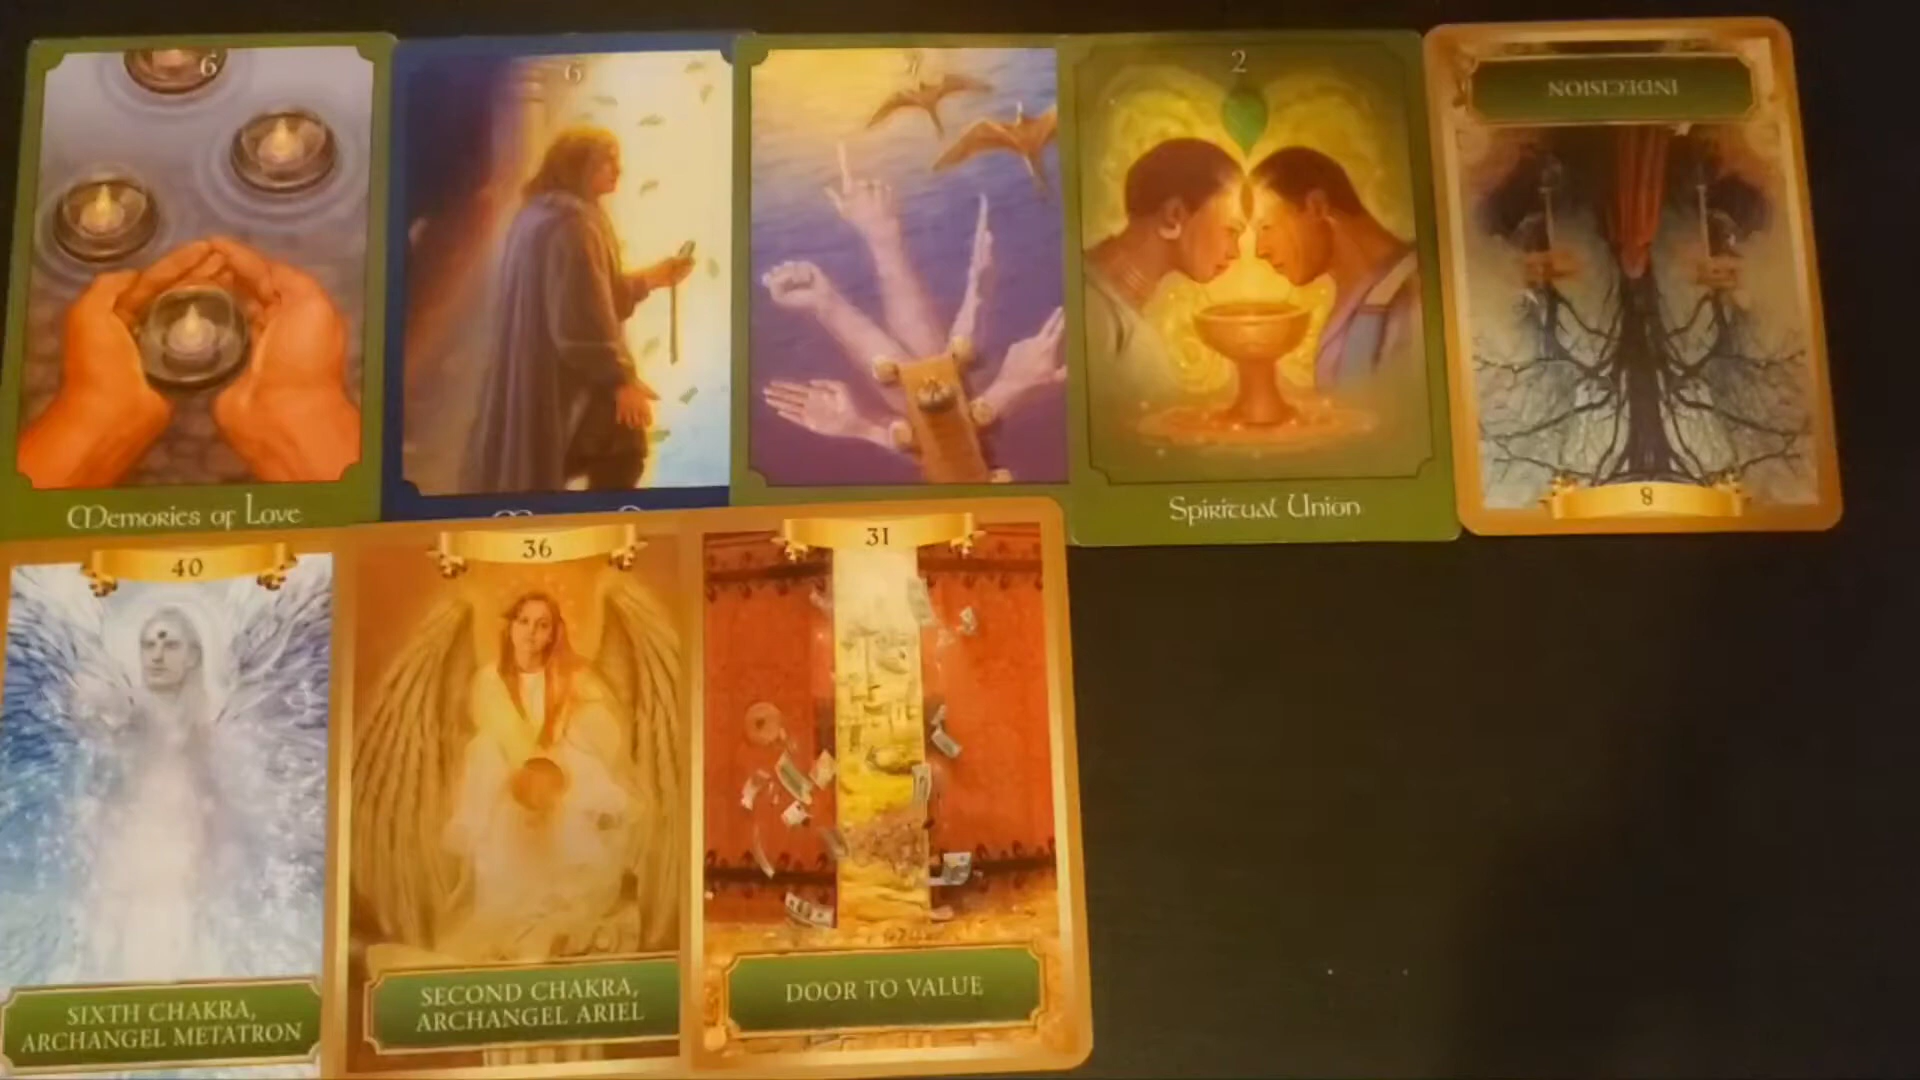 6
6
2
INDECISION
8
Memories of Love
Spiritual Union
40
36
31
SIXTH CHAKRA,
ARCHANGEL METATRON
SECOND CHAKRA,
ARCHANGEL ARIEL
DOOR TO VALUE